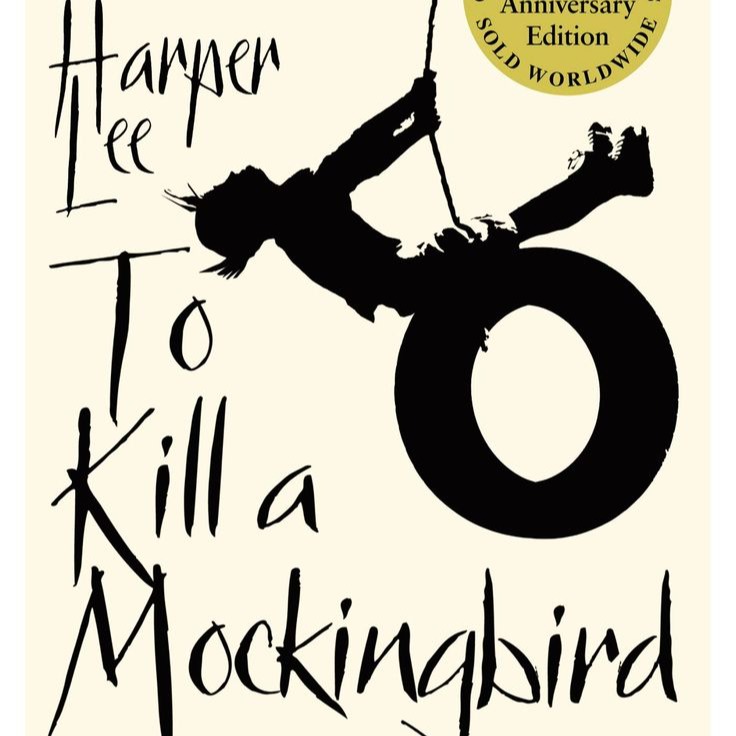 Harper
Lee
To
Kill a
Mockingbird
Anniversary
Edition
SOLD WORLDWIDE